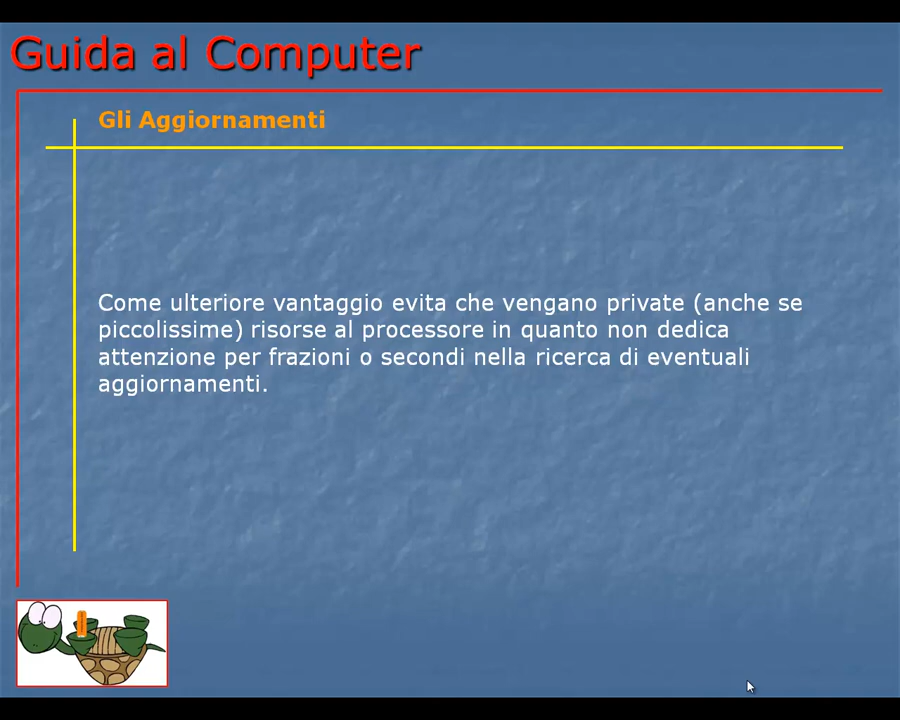 Guida al Computer
Gli Aggiornamenti
Come ulteriore vantaggio evita che vengano private (anche se
piccolissime) risorse al processore in quanto non dedica
attenzione per frazioni o secondi nella ricerca di eventuali
aggiornamenti.